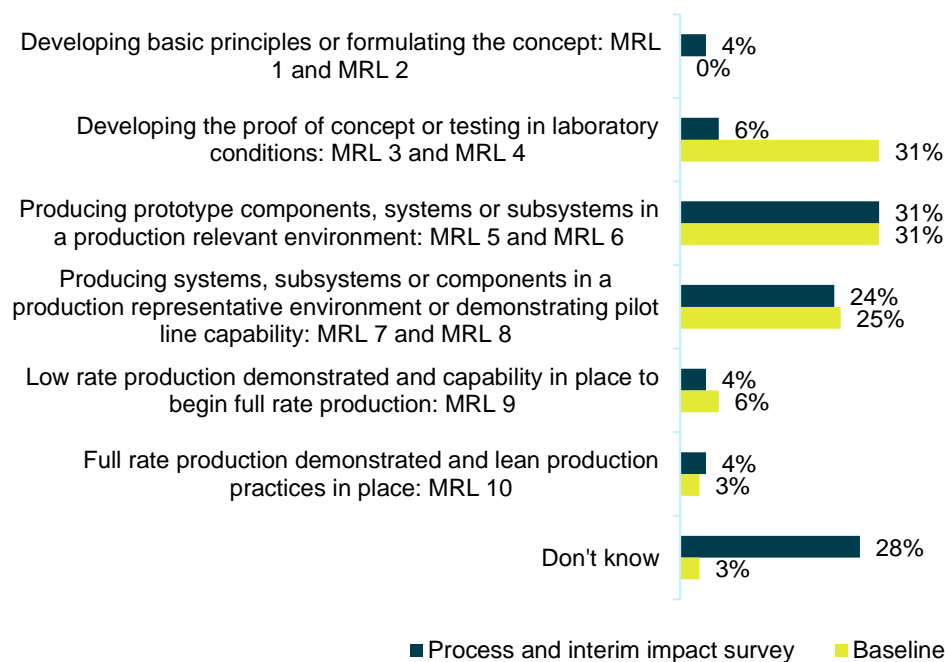 Developing basic principles or formulating the concept: MRL
1 and MRL 2
4%
0%
Developing the proof of concept or testing in laboratory
conditions: MRL 3 and MRL 4
6%
31%
Producing prototype components, systems or subsystems in
a production relevant environment: MRL 5 and MRL 6
31%
31%
Producing systems, subsystems or components in a
production representative environment or demonstrating pilot
line capability: MRL 7 and MRL 8
24%
25%
Low rate production demonstrated and capability in place to
begin full rate production: MRL 9
4%
6%
Full rate production demonstrated and lean production
practices in place: MRL 10
4%
3%
Don't know
28%
3%
Process and interim impact survey
Baseline